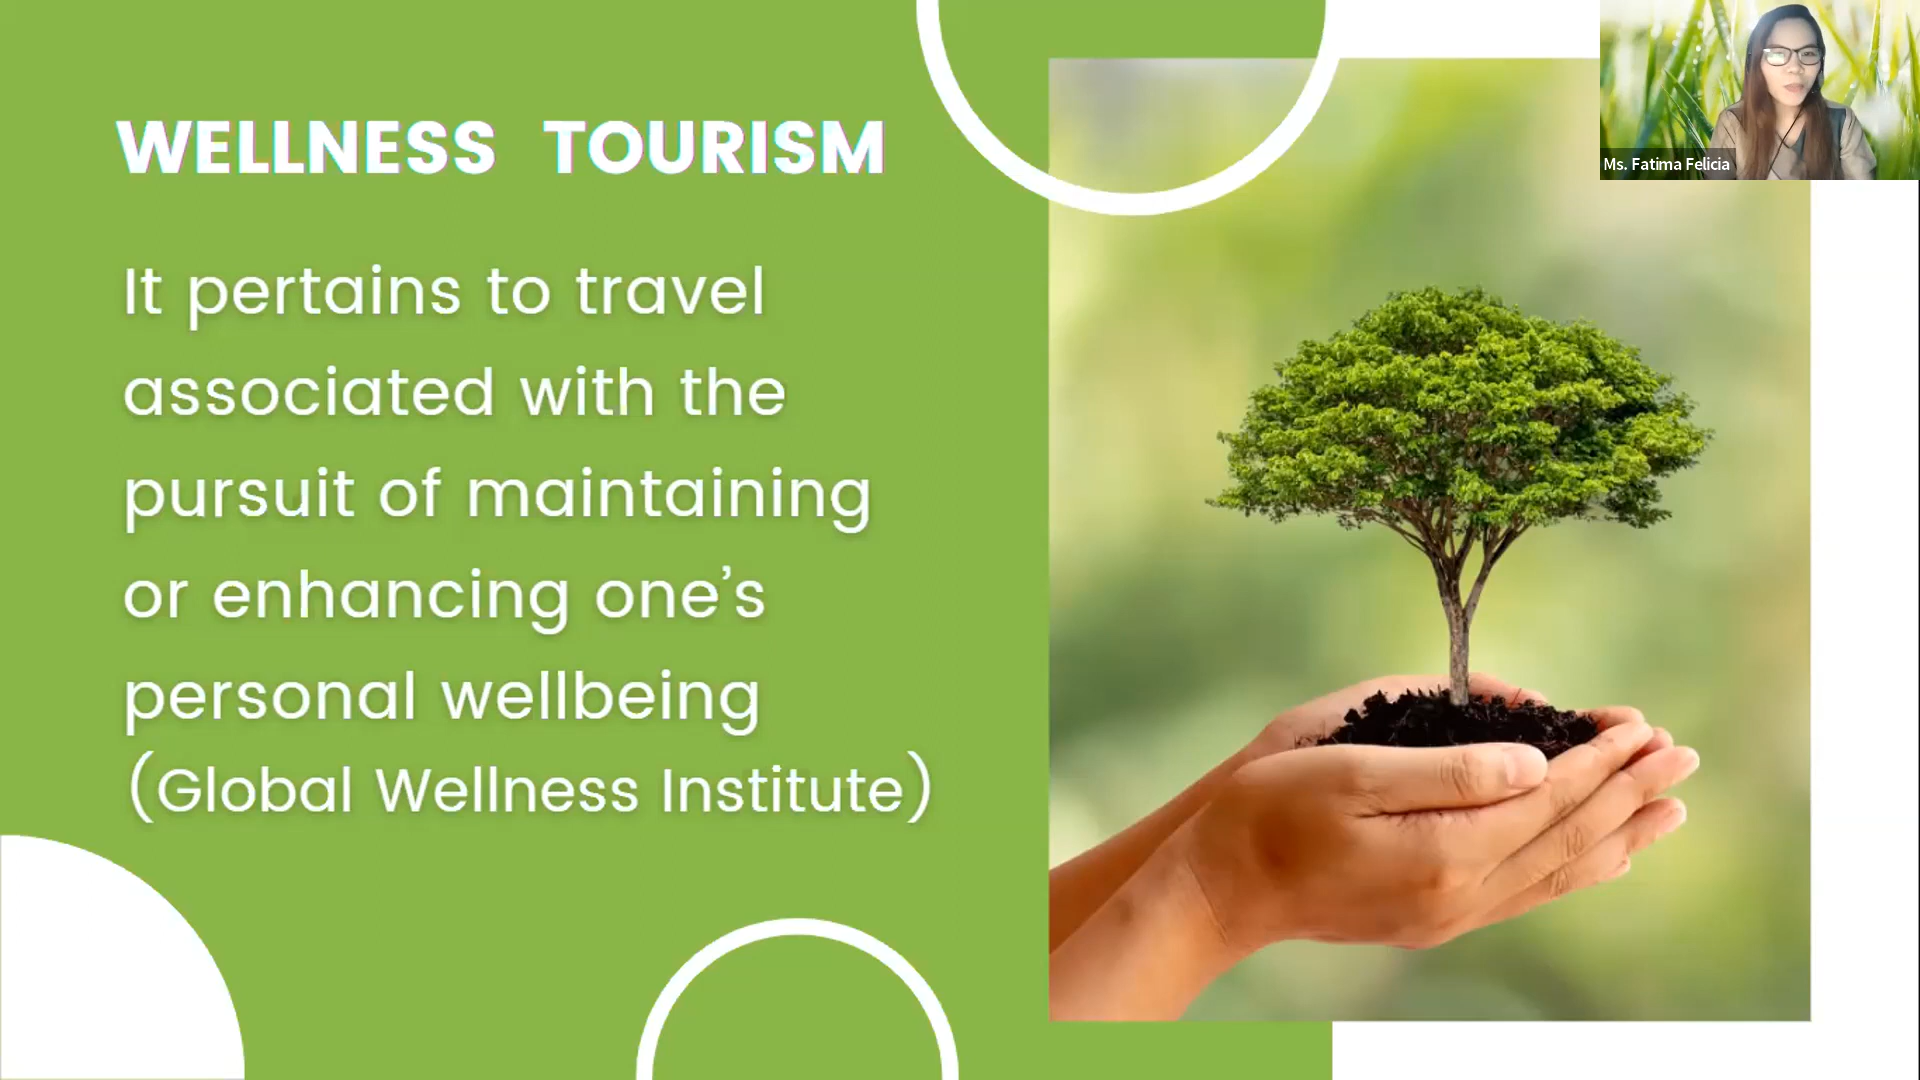 WELLNESS TOURISM
It pertains to travel
associated with the
pursuit of maintaining
or enhancing one’s
personal wellbeing
(Global Wellness Institute)
Ms. Fatima Felicia